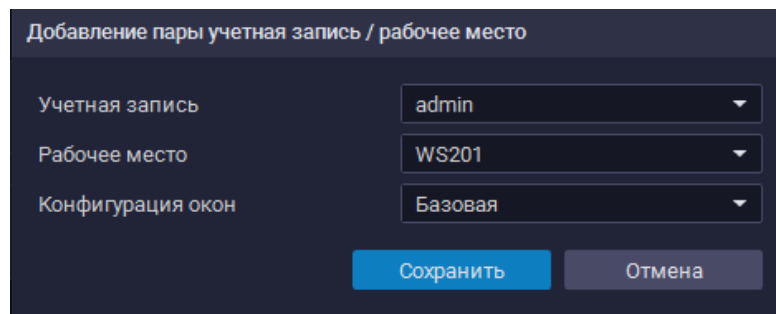 Добавление пары учетная запись / рабочее место
Учетная запись admin
Рабочее место WS201
Конфигурация окон Базовая
Сохранить Отмена